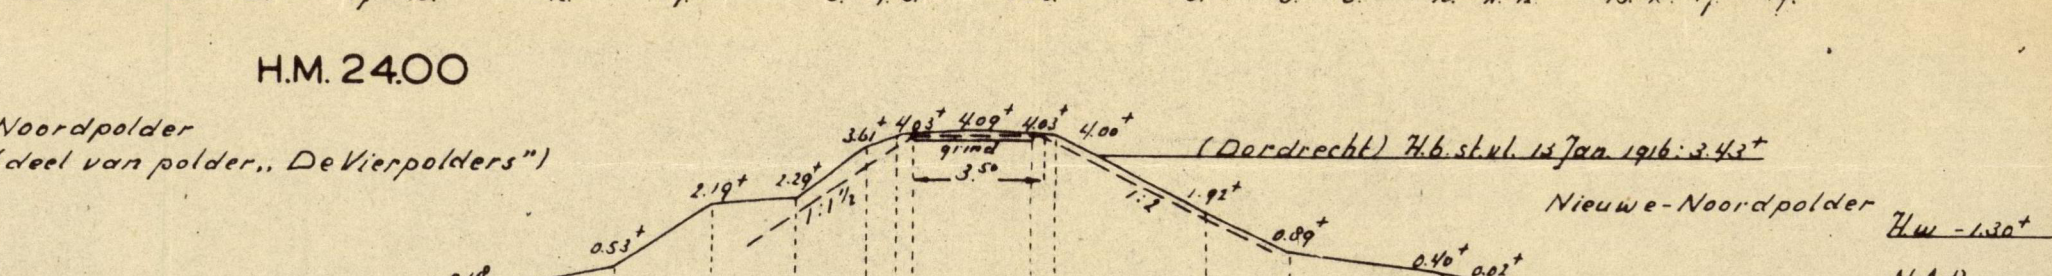 H.M. 24.00
Noordpolder
(deel van polder „ De Vierpolders")
3.61+ 4.03+ 4.09+ 4.03+ 4.00+
grind
3.50
(Dordrecht) H.b.st.vl. 13 Jan. 1916: 3.43+
2.19+ 2.29+
1:1½
1:2
1.92+
Nieuwe-Noordpolder
H.w - 1.30+
0.53+
0.89+
0.40+ 0.02+